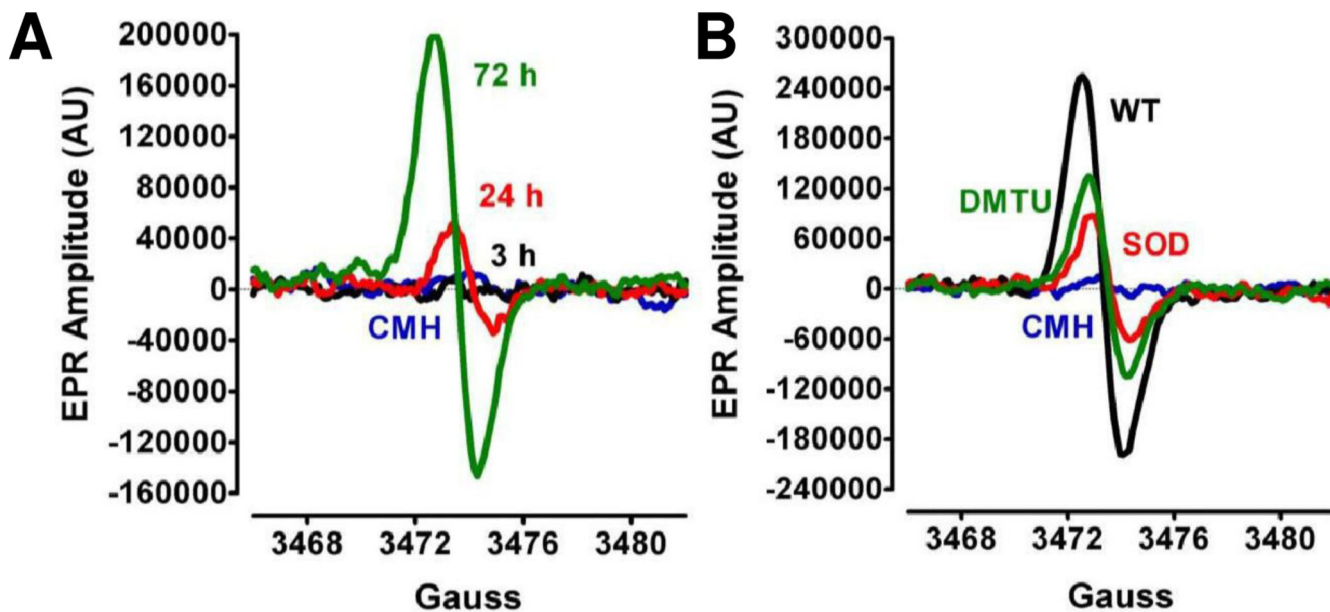 A
EPR Amplitude (AU)
200000
160000
120000
80000
40000
0
-40000
-80000
-120000
-160000
72 h
24 h
3 h
CMH
3468 3472 3476 3480
Gauss
B
EPR Amplitude (AU)
300000
240000
180000
120000
60000
0
-60000
-120000
-180000
-240000
WT
DMTU
SOD
CMH
3468 3472 3476 3480
Gauss